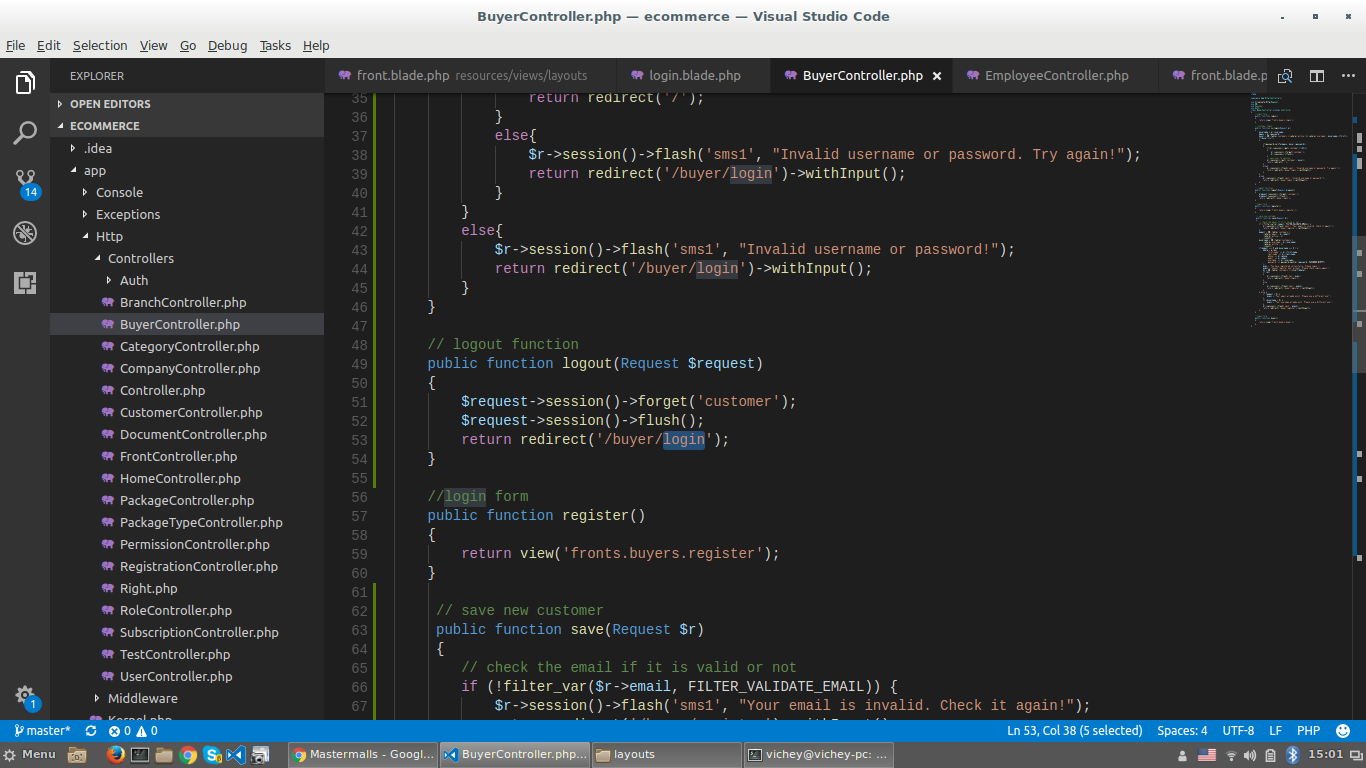 BuyerController.php — ecommerce — Visual Studio Code
File Edit Selection View Go Debug Tasks Help
EXPLORER
front.blade.php resources/views/layouts
login.blade.php
BuyerController.php
EmployeeController.php
front.blade.p
OPEN EDITORS
ECOMMERCE
.idea
app
Console
Exceptions
Http
Controllers
Auth
BranchController.php
BuyerController.php
CategoryController.php
CompanyController.php
Controller.php
CustomerController.php
DocumentController.php
FrontController.php
HomeController.php
PackageController.php
PackageTypeController.php
PermissionController.php
RegistrationController.php
Right.php
RoleController.php
SubscriptionController.php
TestController.php
UserController.php
Middleware
Kernel.php
14
1
35 return redirect('/');
36 }
37 else{
38 $r->session()->flash('sms1', "Invalid username or password. Try again!");
39 return redirect('/buyer/login')->withInput();
40 }
41 }
42 else{
43 $r->session()->flash('sms1', "Invalid username or password!");
44 return redirect('/buyer/login')->withInput();
45 }
46 }
47
48 // logout function
49 public function logout(Request $request)
50 {
51 $request->session()->forget('customer');
52 $request->session()->flush();
53 return redirect('/buyer/login');
54 }
55
56 //login form
57 public function register()
58 {
59 return view('fronts.buyers.register');
60 }
61
62 // save new customer
63 public function save(Request $r)
64 {
65 // check the email if it is valid or not
66 if (!filter_var($r->email, FILTER_VALIDATE_EMAIL)) {
67 $r->session()->flash('sms1', "Your email is invalid. Check it again!");
master* 0 0 Ln 53, Col 38 (5 selected) Spaces: 4 UTF-8 LF PHP
Menu Mastermalls - Googl... BuyerController.php... layouts vichey@vichey-pc: ... 15:01